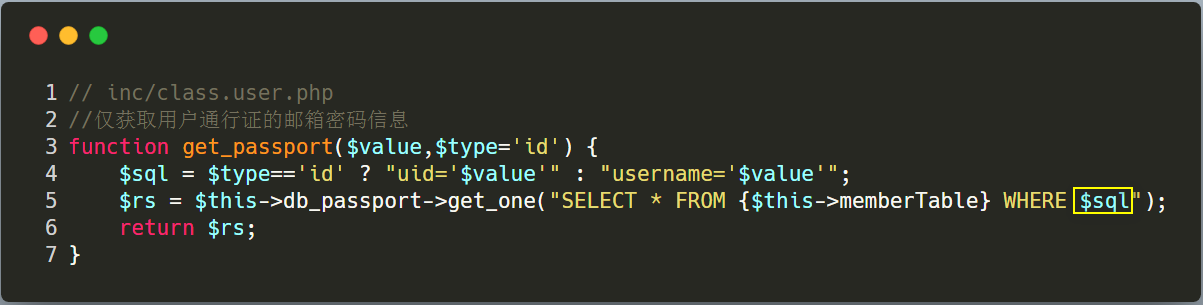 1 // inc/class.user.php
2 //仅获取用户通行证的邮箱密码信息
3 function get_passport($value,$type='id') {
4     $sql = $type=='id' ? "uid='$value'" : "username='$value'";
5     $rs = $this->db_passport->get_one("SELECT * FROM {$this->memberTable} WHERE $sql");
6     return $rs;
7 }